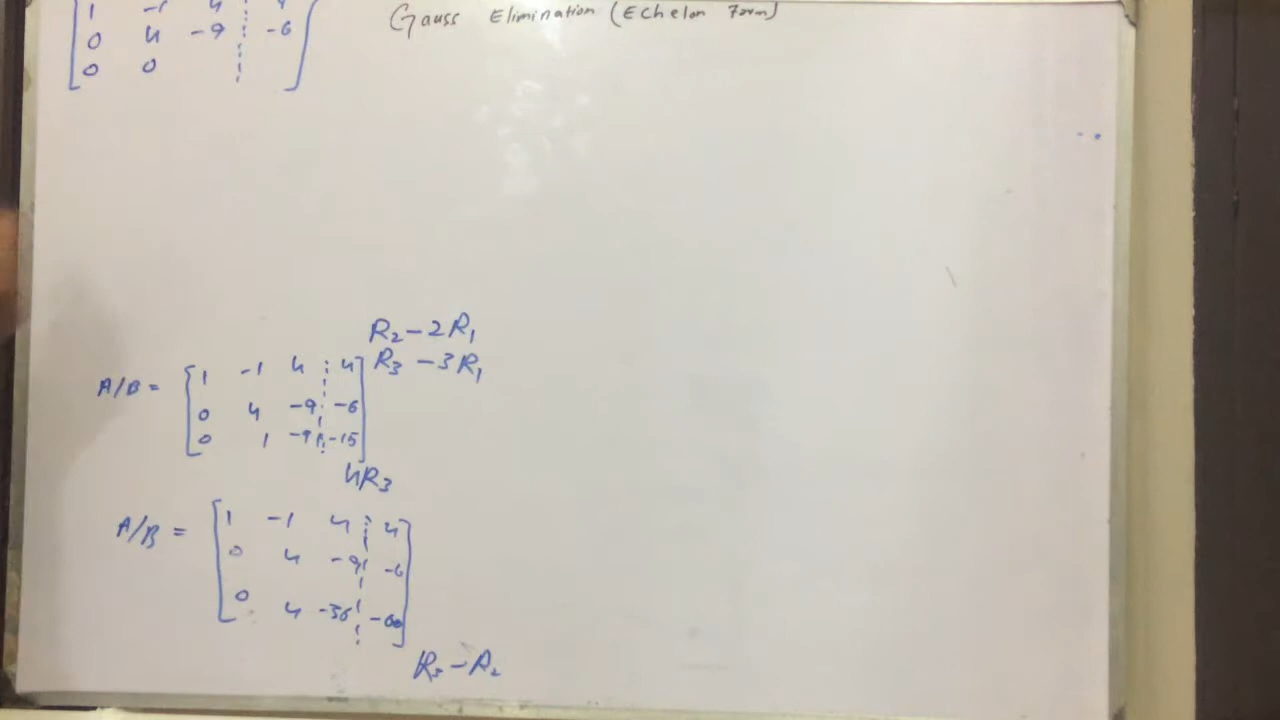 1 -1 4 4
Gauss Elimination (Echelon Form)
0 4 -9 -6
0 0
R2 - 2R1
R3 - 3R1
A/B = 1 -1 4 4
0 4 -9 -6
0 1 -9 -15
4R3
A/B = 1 -1 4 4
0 4 -9 -6
0 4 -36 -60
R3 - R2